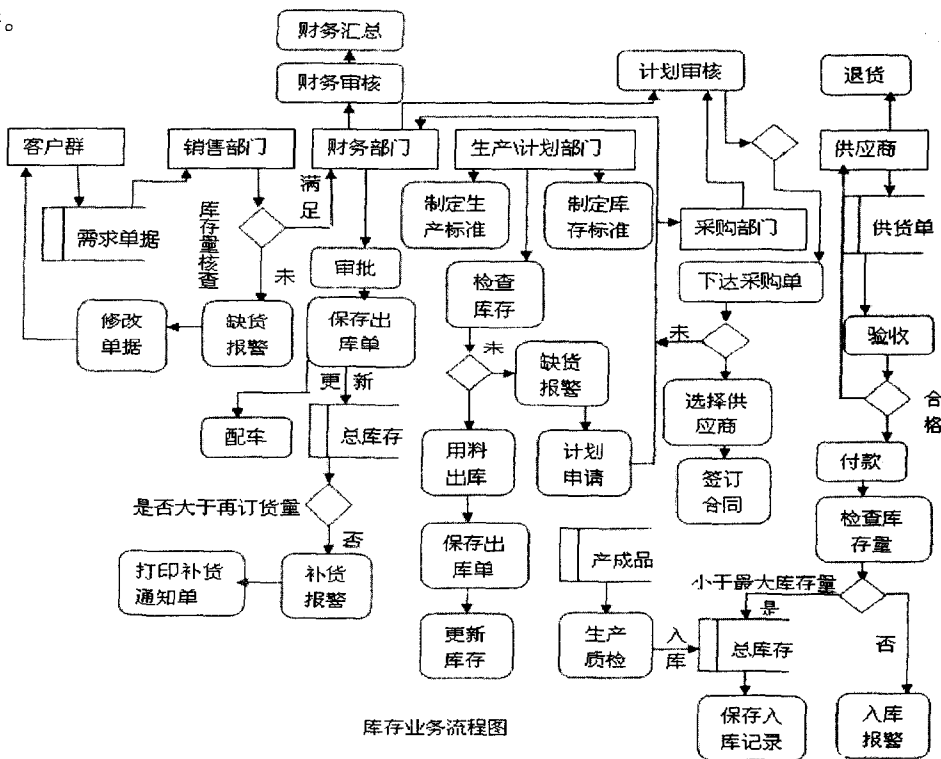 。
财务汇总
财务审核
计划审核
退货
客户群
销售部门
财务部门
生产\计划部门
供应商
满
足
制定生
产标准
制定库
存标准
采购部门
供货单
需求单据
库存量核查
未
审批
检查
库存
下达采购单
修改
单据
缺货
报警
保存出
库单
未
未
验收
更新
缺货
报警
选择供
应商
合
格
配车
总库存
用料
出库
计划
申请
付款
签订
合同
是否大于再订货量
检查库
存量
否
保存出
库单
产成品
打印补货
通知单
补货
报警
小于最大库存量
是
更新
库存
生产
质检
入
库
总库存
否
保存入
库记录
入库
报警
库存业务流程图